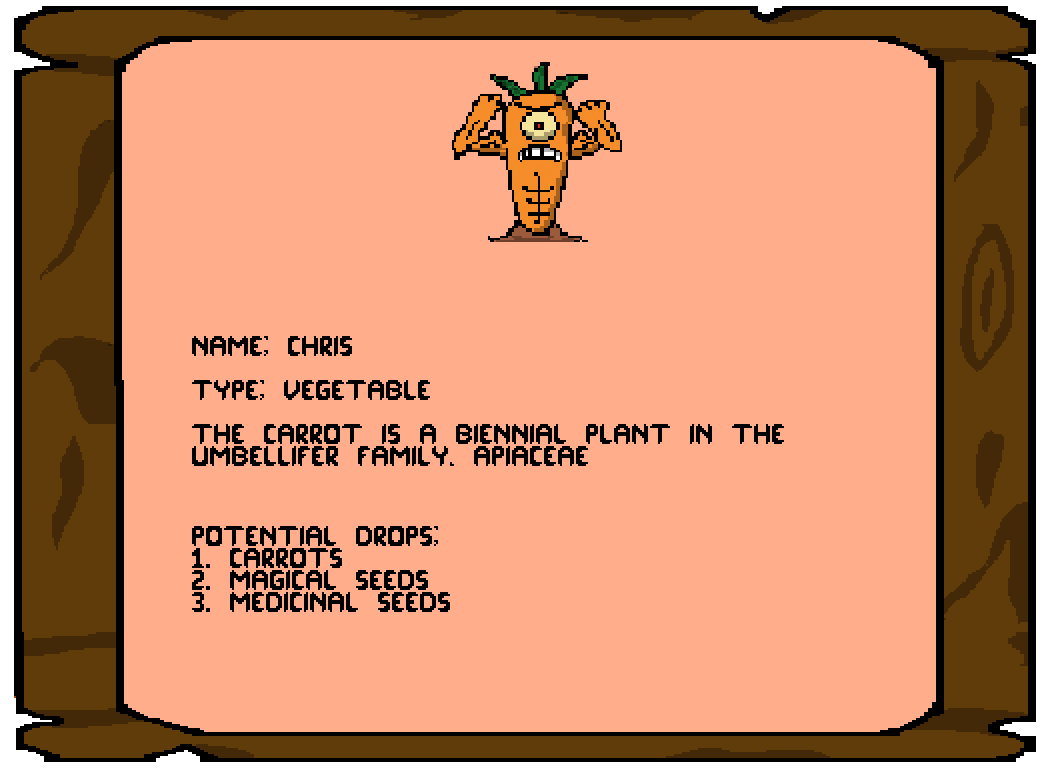 NAME; CHRIS
TYPE; VEGETABLE
THE CARROT IS A BIENNIAL PLANT IN THE
UMBELLIFER FAMILY. APIACEAE
POTENTIAL DROPS;
1. CARROTS
2. MAGICAL SEEDS
3. MEDICINAL SEEDS